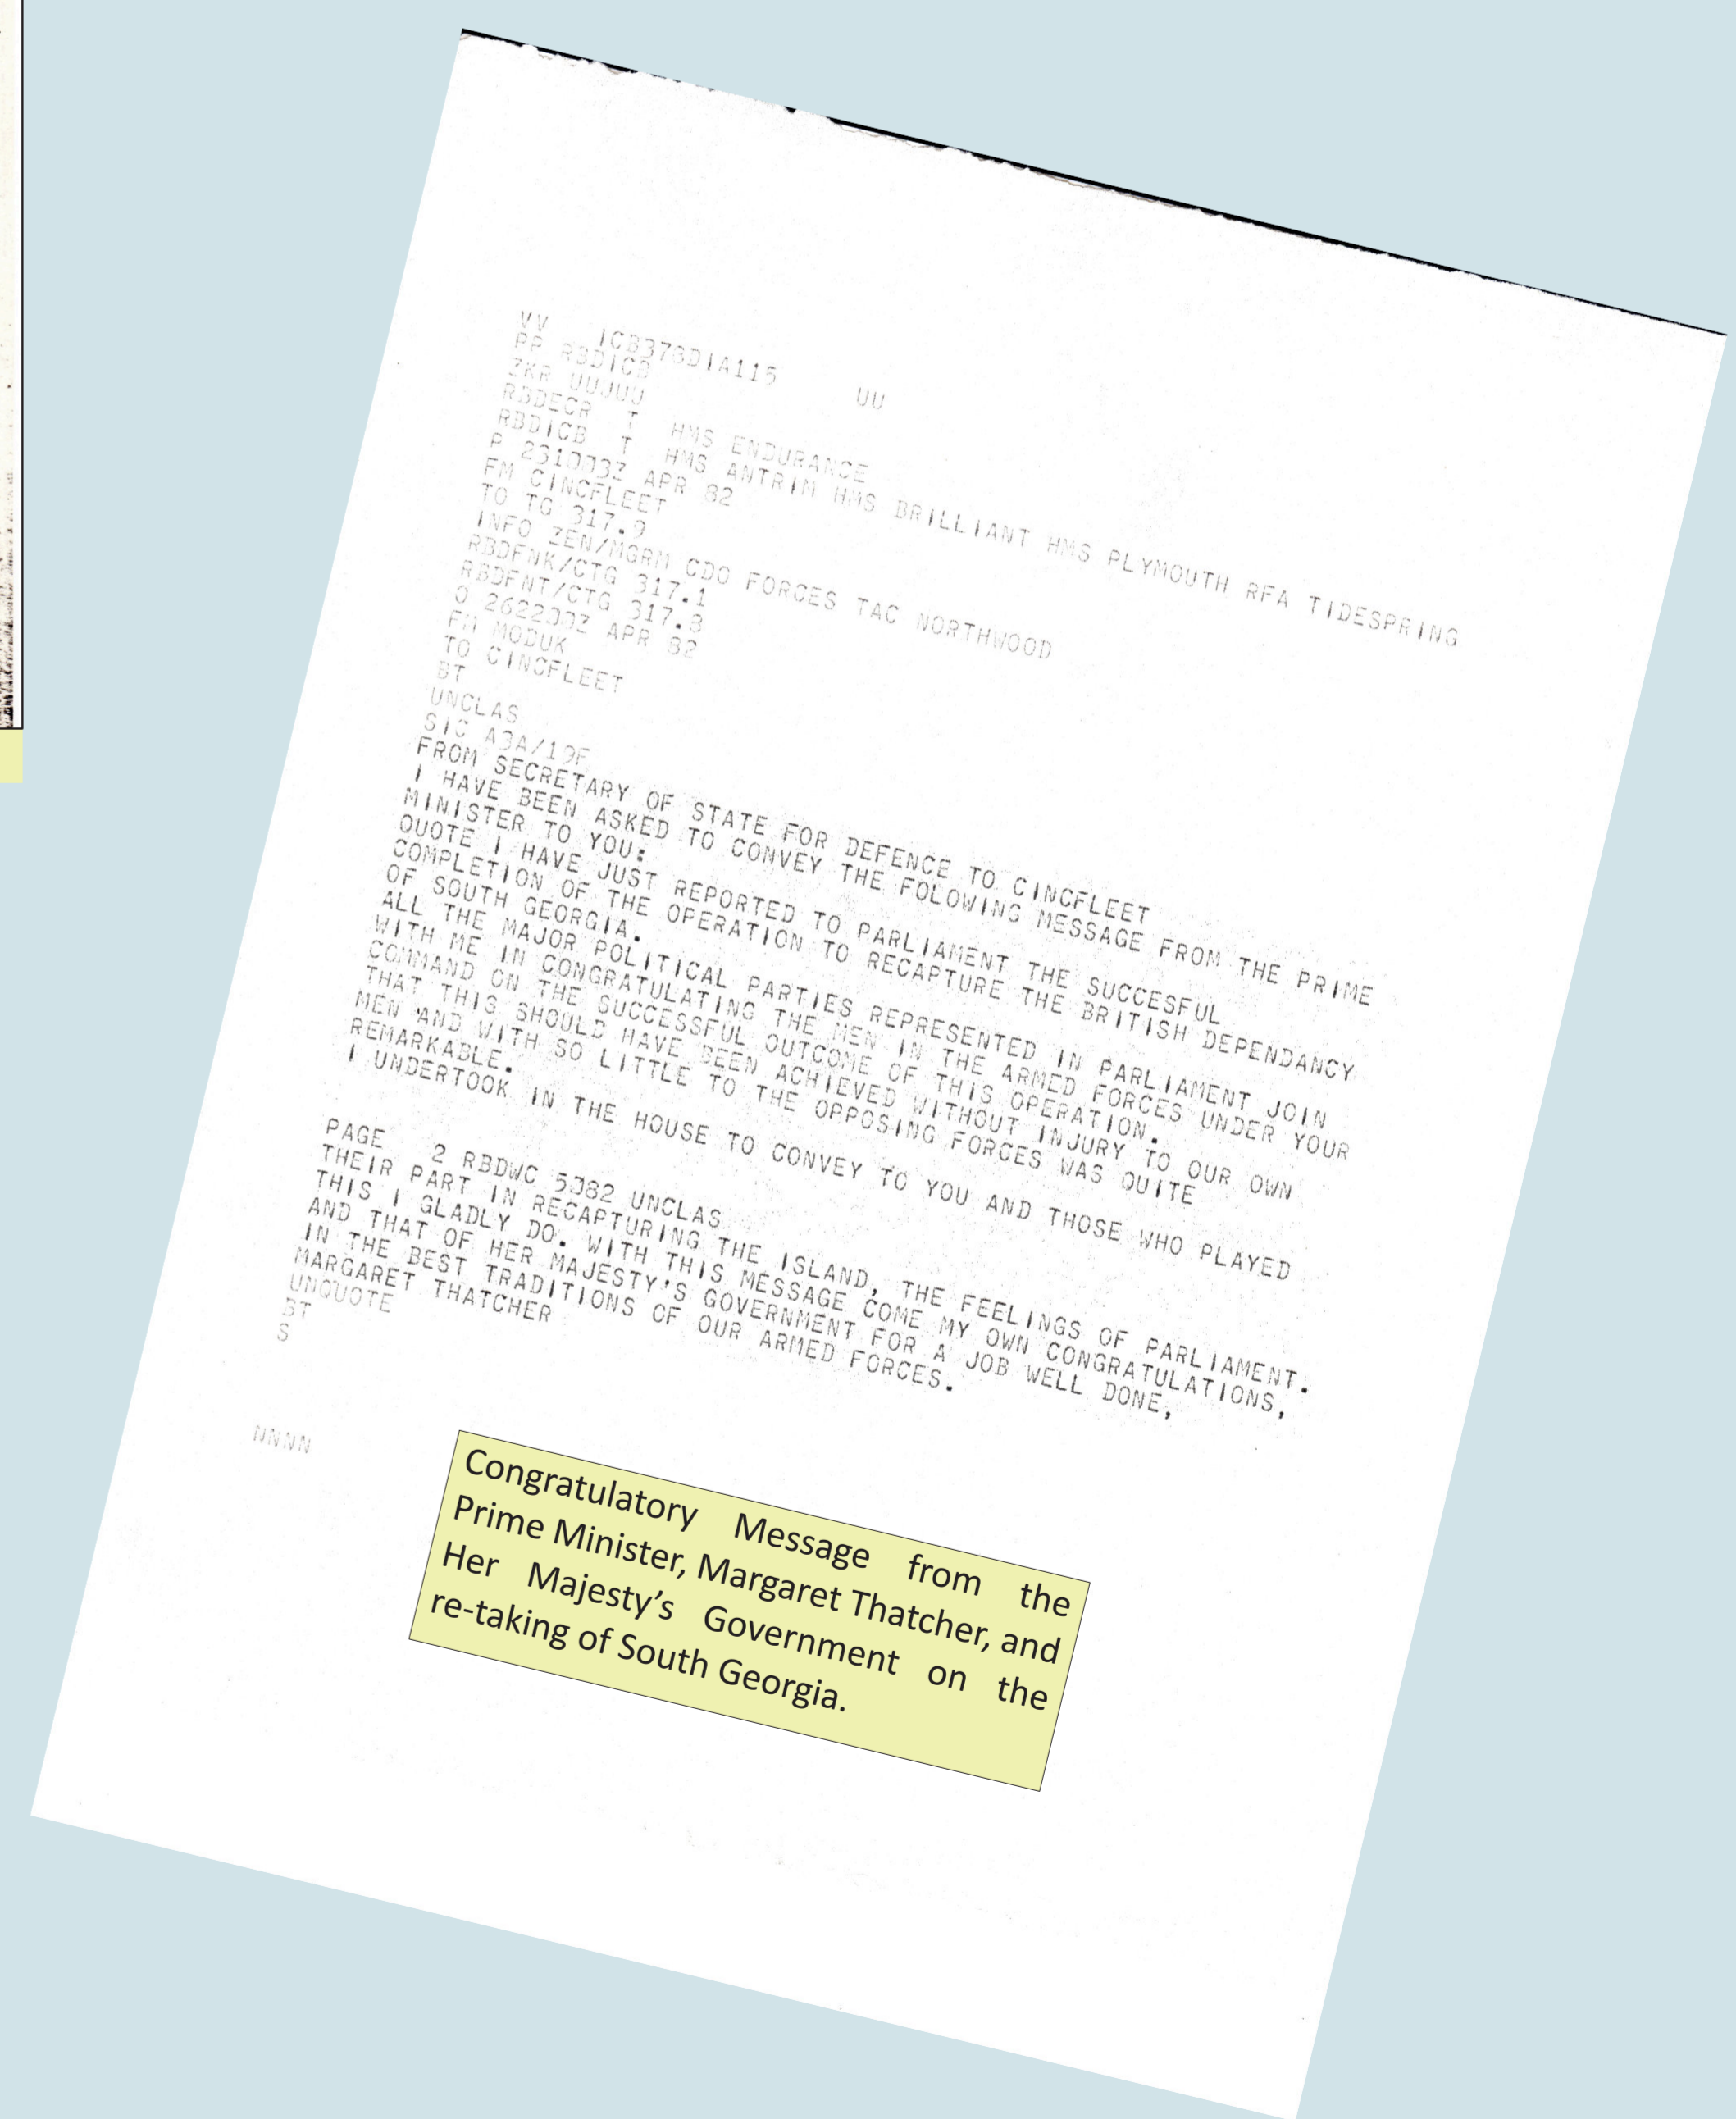 VV ICB378DIA115 UU
PP RBDICB
ZKR UUUUU
RBDECR T HMS ENDURANCE
RBDICB T HMS ANTRIM HMS BRILLIANT HMS PLYMOUTH RFA TIDESPRING
P APR 82
FM CINCFLEET
TO TG 317.9
INFO ZEN/MGRM CDO FORCES TAC NORTHWOOD
RBDFNK/CTG 317.1
RBDFNT/CTG 317.8
O APR 82
FM MODUK
TO CINCFLEET
BT
UNCLAS
SIC A3A/19F
FROM SECRETARY OF STATE FOR DEFENCE TO CINCFLEET
I HAVE BEEN ASKED TO CONVEY THE FOLOWING MESSAGE FROM THE PRIME
MINISTER TO YOU:
QUOTE I HAVE JUST REPORTED TO PARLIAMENT THE SUCCESFUL
COMPLETION OF THE OPERATION TO RECAPTURE THE BRITISH DEPENDANCY
OF SOUTH GEORGIA.
ALL THE MAJOR POLITICAL PARTIES REPRESENTED IN PARLIAMENT JOIN
WITH ME IN CONGRATULATING THE MEN IN THE ARMED FORCES UNDER YOUR
COMMAND ON THE SUCCESSFUL OUTCOME OF THIS OPERATION.
THAT THIS SHOULD HAVE BEEN ACHIEVED WITHOUT INJURY TO OUR OWN
MEN AND WITH SO LITTLE TO THE OPPOSING FORCES WAS QUITE
REMARKABLE.
I UNDERTOOK IN THE HOUSE TO CONVEY TO YOU AND THOSE WHO PLAYED
PAGE 2 RBDWC 5082 UNCLAS
THEIR PART IN RECAPTURING THE ISLAND, THE FEELINGS OF PARLIAMENT.
THIS I GLADLY DO. WITH THIS MESSAGE COME MY OWN CONGRATULATIONS,
AND THAT OF HER MAJESTY'S GOVERNMENT FOR A JOB WELL DONE,
IN THE BEST TRADITIONS OF OUR ARMED FORCES.
MARGARET THATCHER
UNQUOTE
BT
S
NNNN
Congratulatory Message from the
Prime Minister, Margaret Thatcher, and
Her Majesty's Government on the
re-taking of South Georgia.